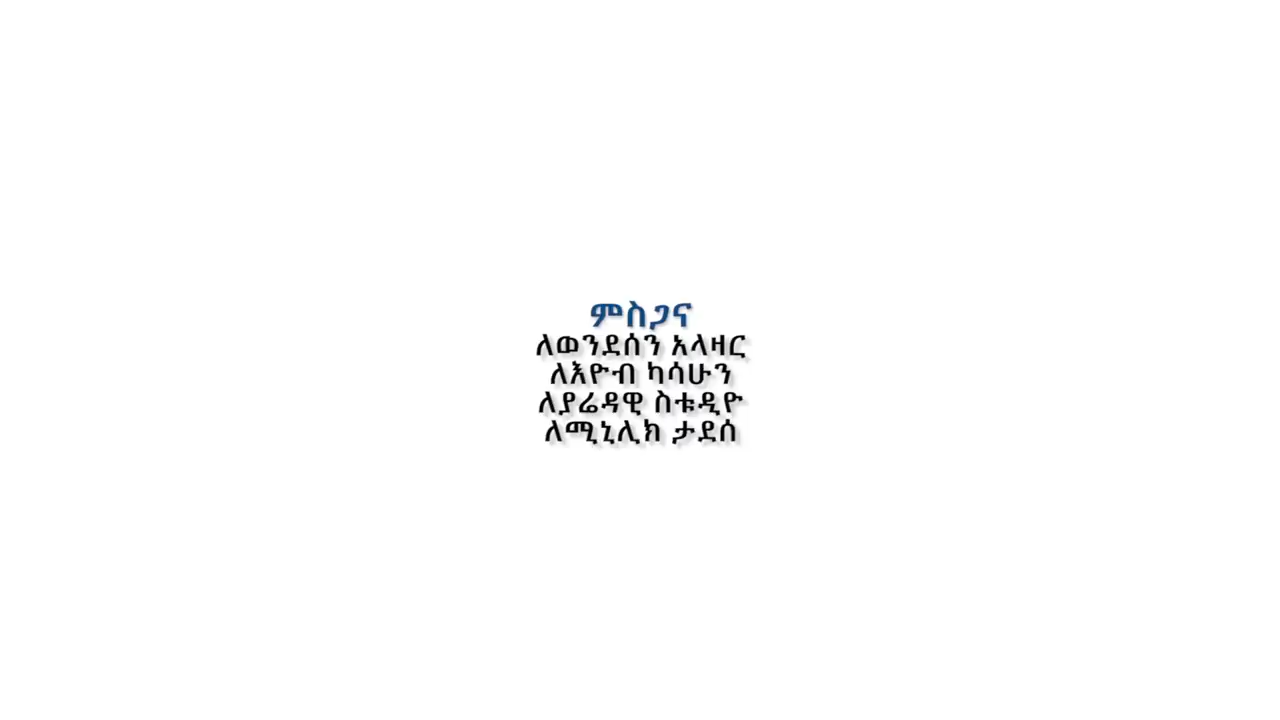 ምስጋና
ለወንደሰን አላዛር
ለእዮብ ካሳሁን
ለያሬዳዊ ስቱዲዮ
ለሚኒሊክ ታደሰ